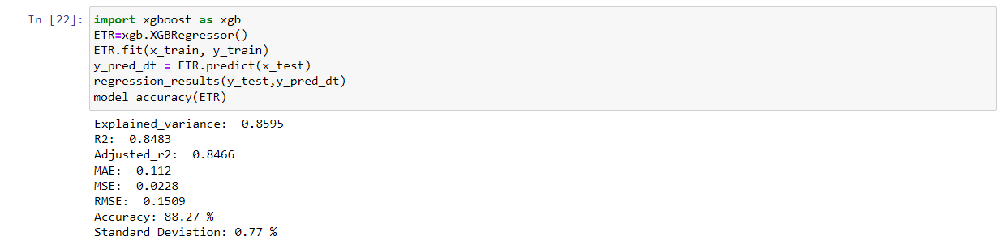 In [22]: import xgboost as xgb
ETR=xgb.XGBRegressor()
ETR.fit(x_train, y_train)
y_pred_dt = ETR.predict(x_test)
regression_results(y_test,y_pred_dt)
model_accuracy(ETR)
Explained_variance:  0.8595
R2:  0.8483
Adjusted_r2:  0.8466
MAE:  0.112
MSE:  0.0228
RMSE:  0.1509
Accuracy: 88.27 %
Standard Deviation: 0.77 %